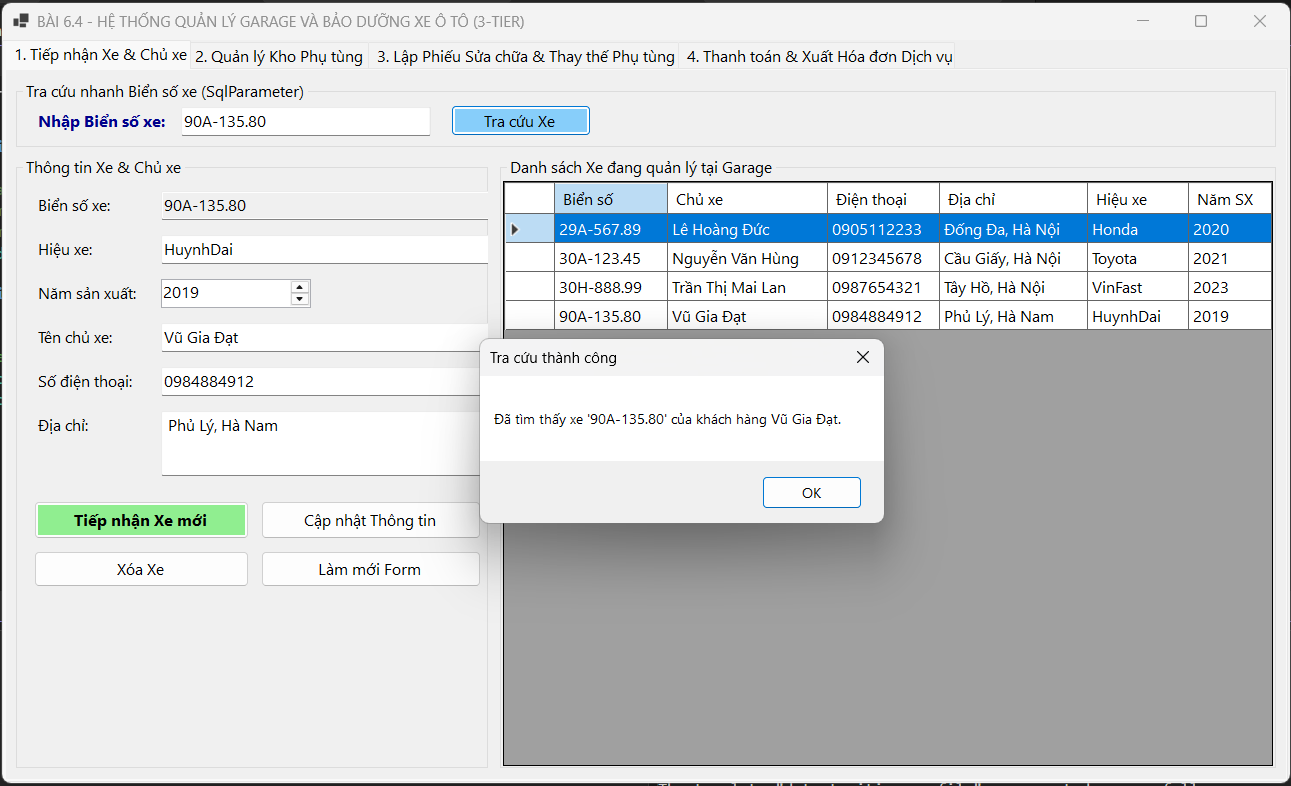 BÀI 6.4 - HỆ THỐNG QUẢN LÝ GARAGE VÀ BẢO DƯỠNG XE Ô TÔ (3-TIER)
1. Tiếp nhận Xe & Chủ xe 2. Quản lý Kho Phụ tùng 3. Lập Phiếu Sửa chữa & Thay thế Phụ tùng 4. Thanh toán & Xuất Hóa đơn Dịch vụ
Tra cứu nhanh Biển số xe (SqlParameter)
Nhập Biển số xe: 90A-135.80 Tra cứu Xe
Thông tin Xe & Chủ xe
Biển số xe: 90A-135.80
Hiệu xe: HuynhDai
Năm sản xuất: 2019
Tên chủ xe: Vũ Gia Đạt
Số điện thoại: 0984884912
Địa chỉ: Phủ Lý, Hà Nam
Tiếp nhận Xe mới Cập nhật Thông tin
Xóa Xe Làm mới Form
Danh sách Xe đang quản lý tại Garage
Biển số Chủ xe Điện thoại Địa chỉ Hiệu xe Năm SX
29A-567.89 Lê Hoàng Đức 0905112233 Đống Đa, Hà Nội Honda 2020
30A-123.45 Nguyễn Văn Hùng 0912345678 Cầu Giấy, Hà Nội Toyota 2021
30H-888.99 Trần Thị Mai Lan 0987654321 Tây Hồ, Hà Nội VinFast 2023
90A-135.80 Vũ Gia Đạt 0984884912 Phủ Lý, Hà Nam HuynhDai 2019
Tra cứu thành công
Đã tìm thấy xe '90A-135.80' của khách hàng Vũ Gia Đạt.
OK